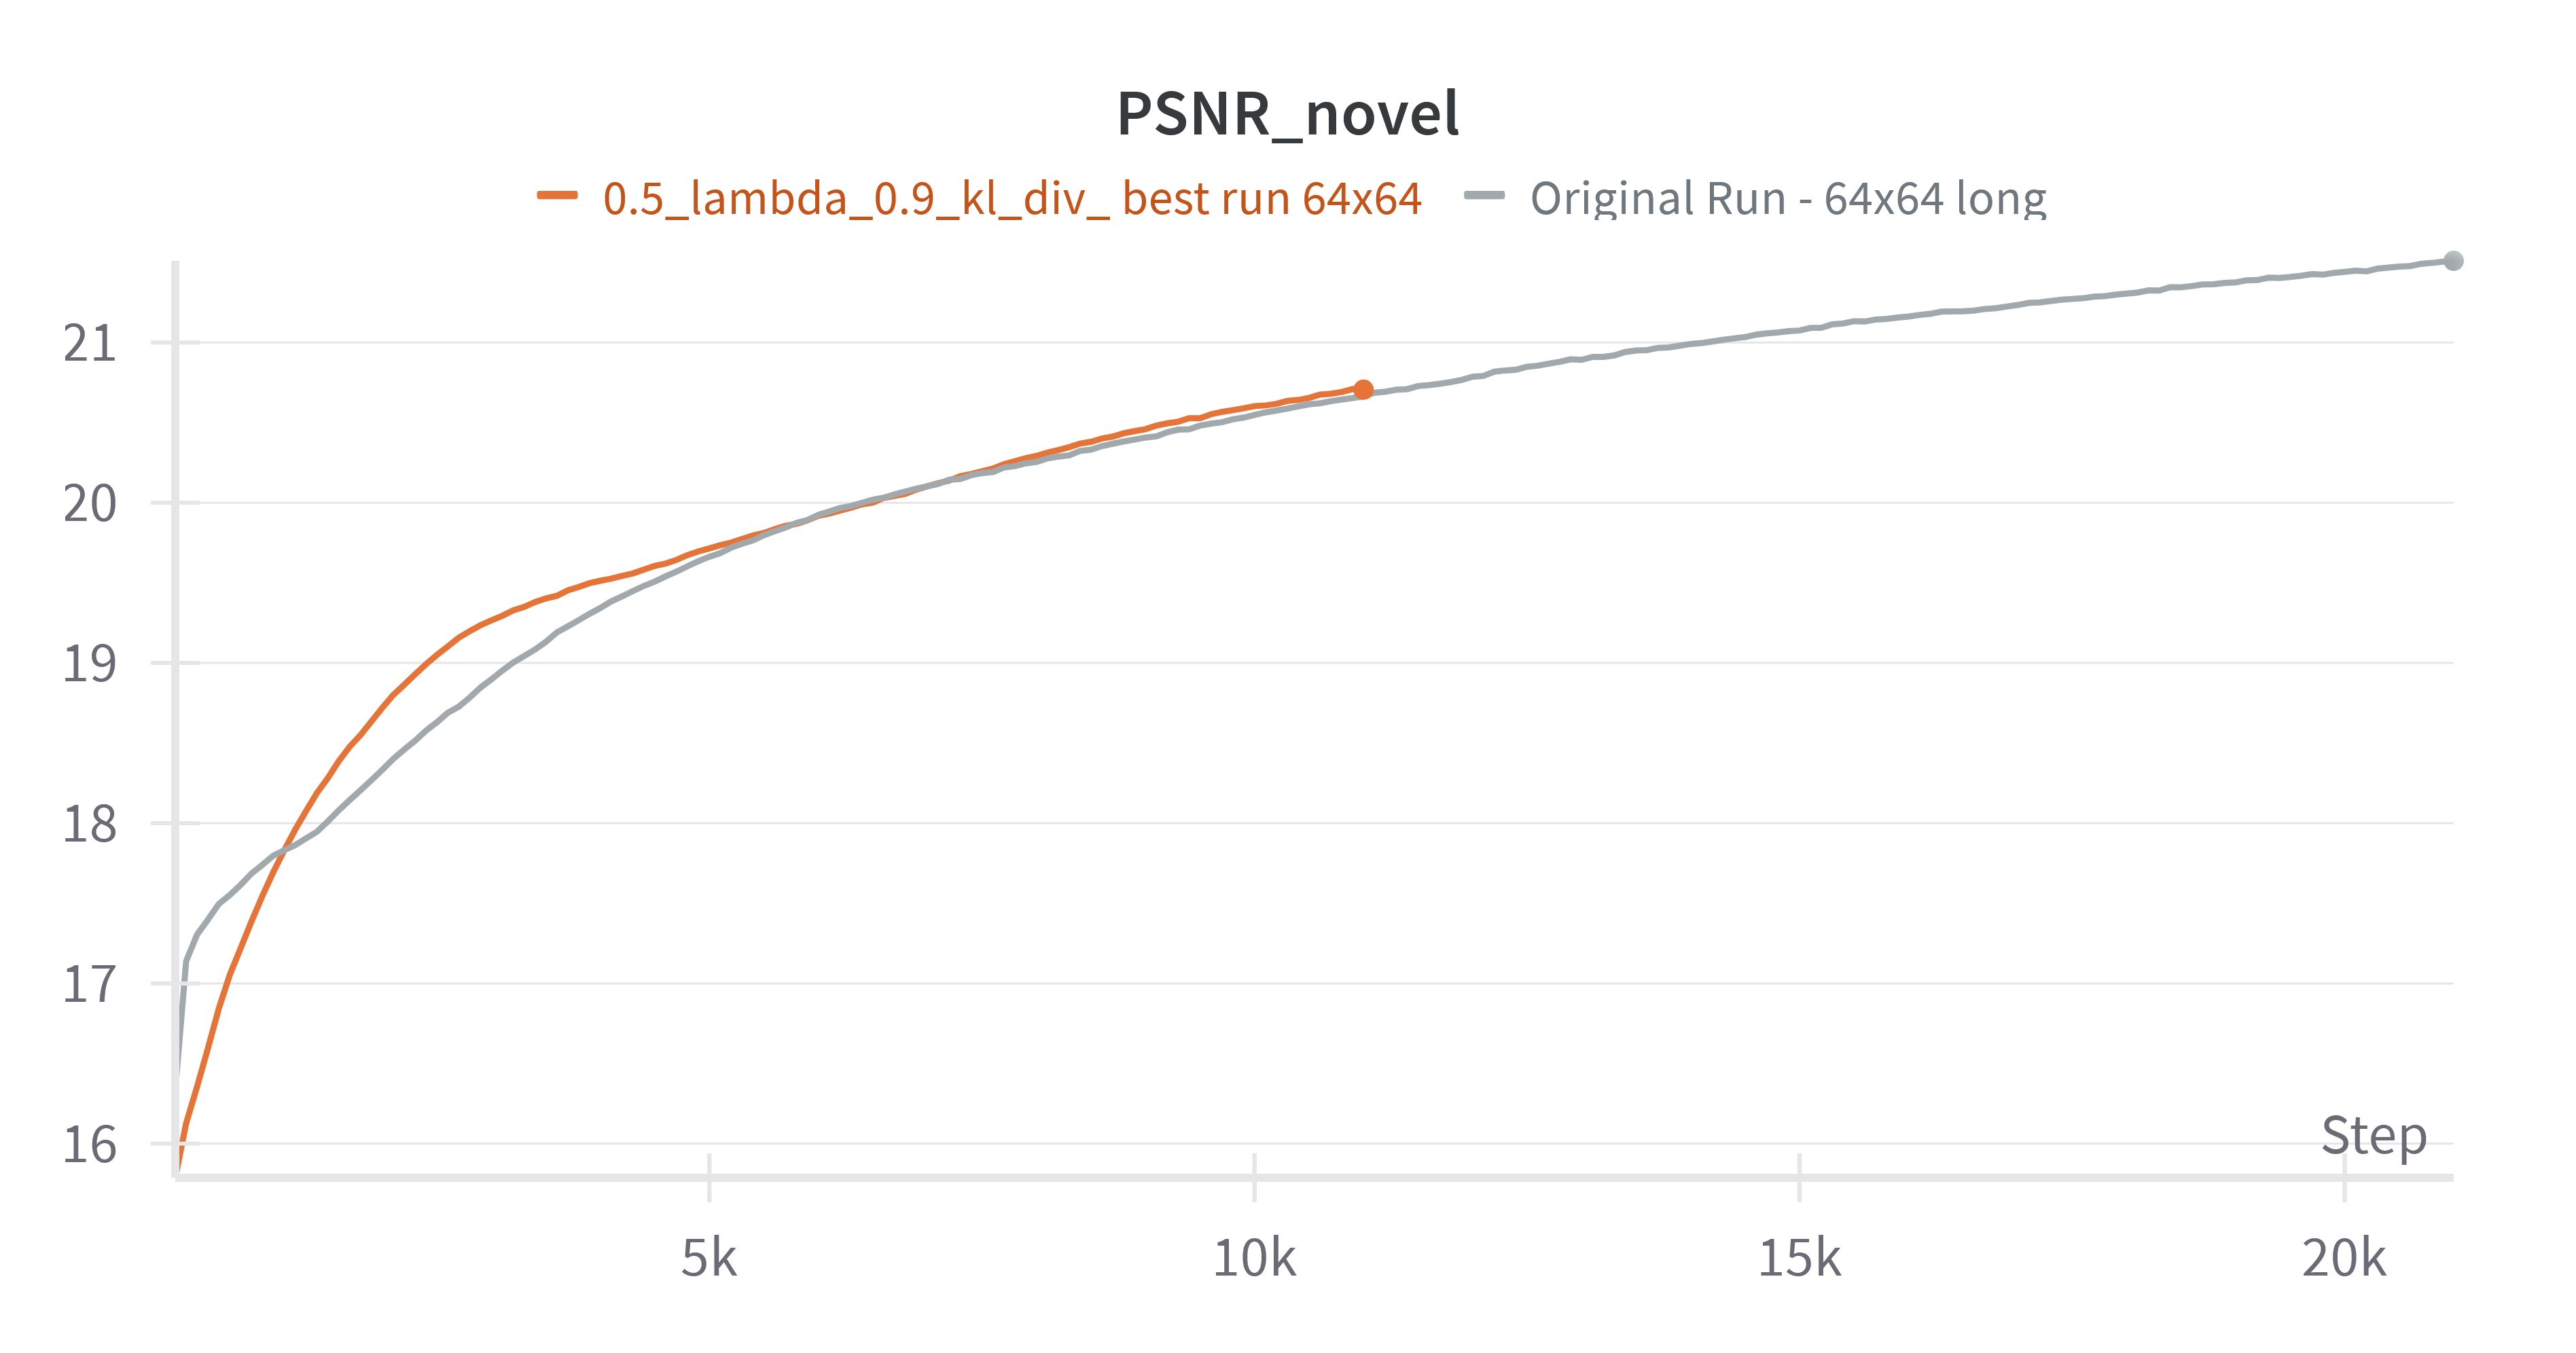 PSNR_novel
0.5_lambda_0.9_kl_div_ best run 64x64 Original Run - 64x64 long
21
20
19
18
17
16
Step
5k 10k 15k 20k